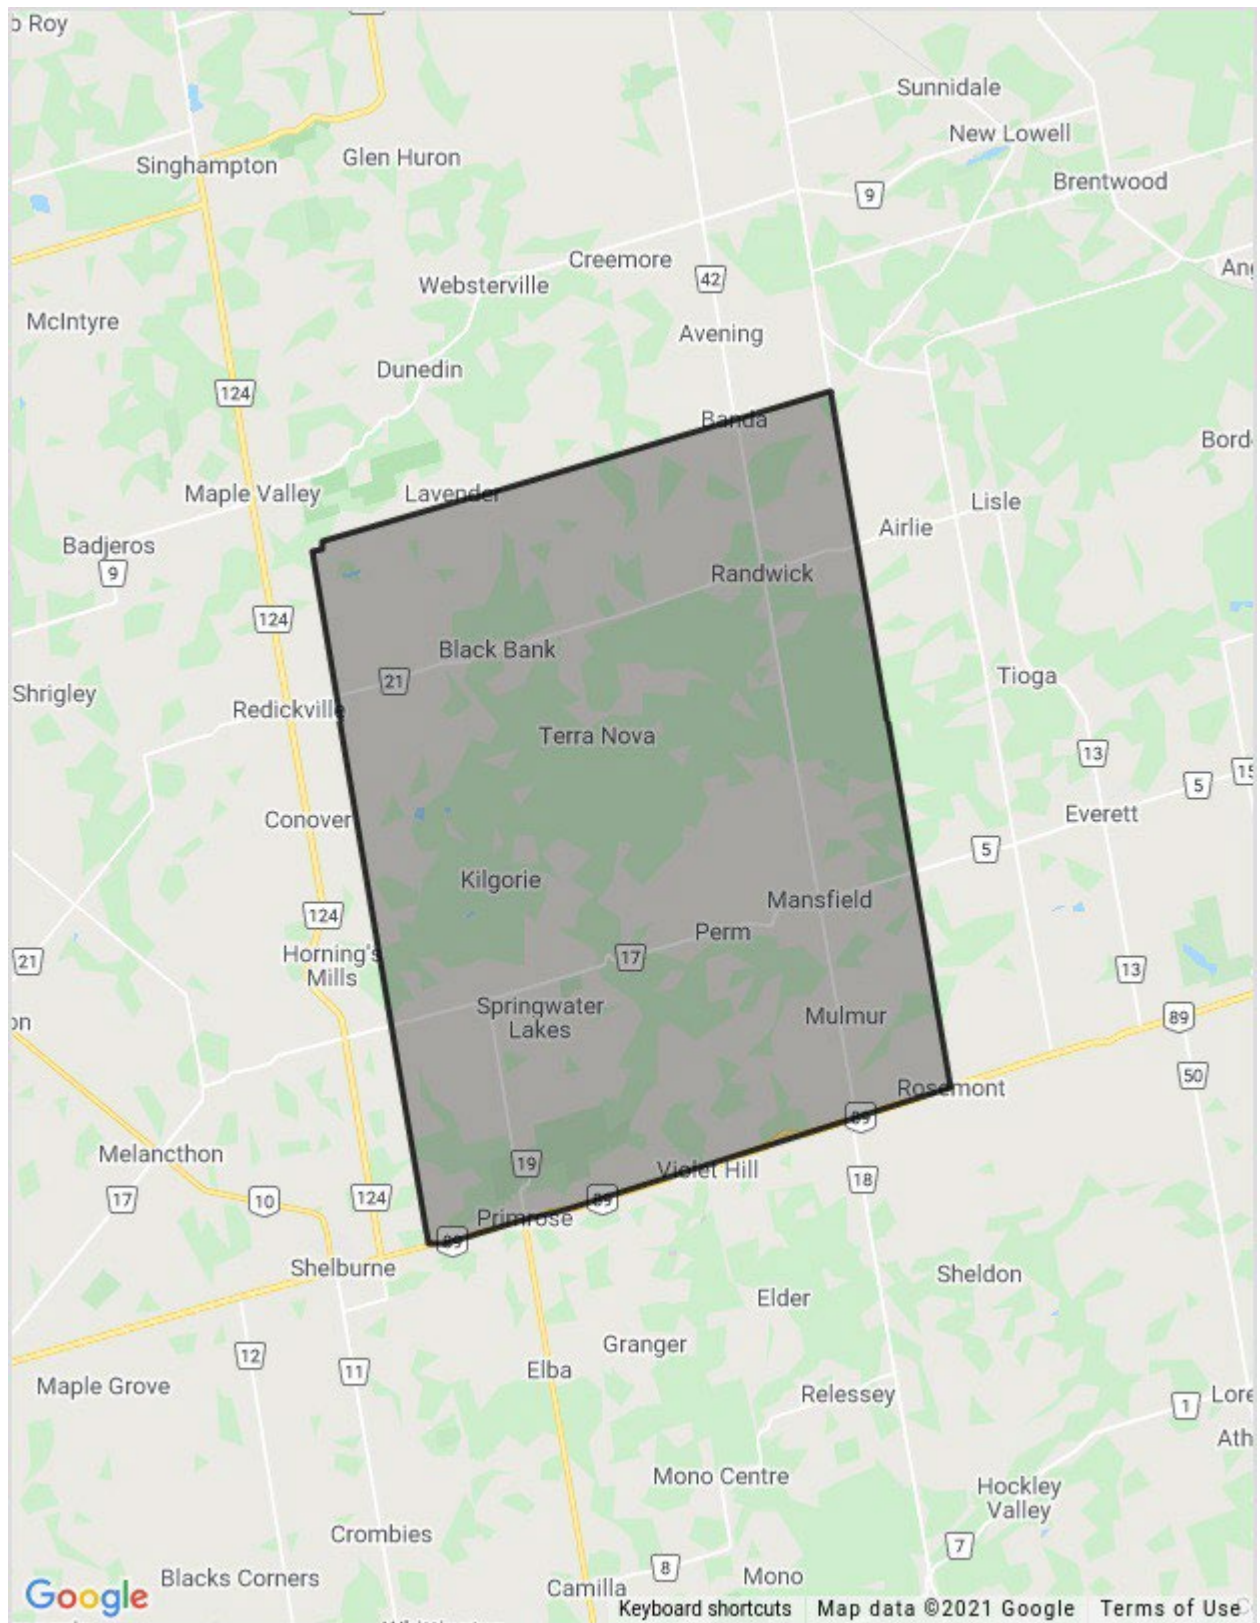 b Roy
Sunnidale
New Lowell
Singhampton
Glen Huron
Brentwood
9
Creemore
42
Websterville
McIntyre
Avening
Dunedin
124
Banda
Maple Valley
Lavender
Lisle
Airlie
Badjeros
9
Randwick
124
Black Bank
21
Tioga
Shrigley
Redickville
Terra Nova
13
5
15
Everett
Conover
5
Kilgorie
Mansfield
124
Perm
Horning's
Mills
17
21
13
Springwater
Lakes
Mulmur
on
89
50
Rosemont
89
Melancthon
Violet Hill
19
18
17
10
124
89
Primrose
89
Shelburne
Sheldon
Elder
Granger
12
11
Elba
Maple Grove
Relessey
1
Lore
Ath
Mono Centre
Hockley
Valley
Crombies
7
8
Mono
Blacks Corners
Camilla
Google
Keyboard shortcuts
Map data ©2021 Google
Terms of Use